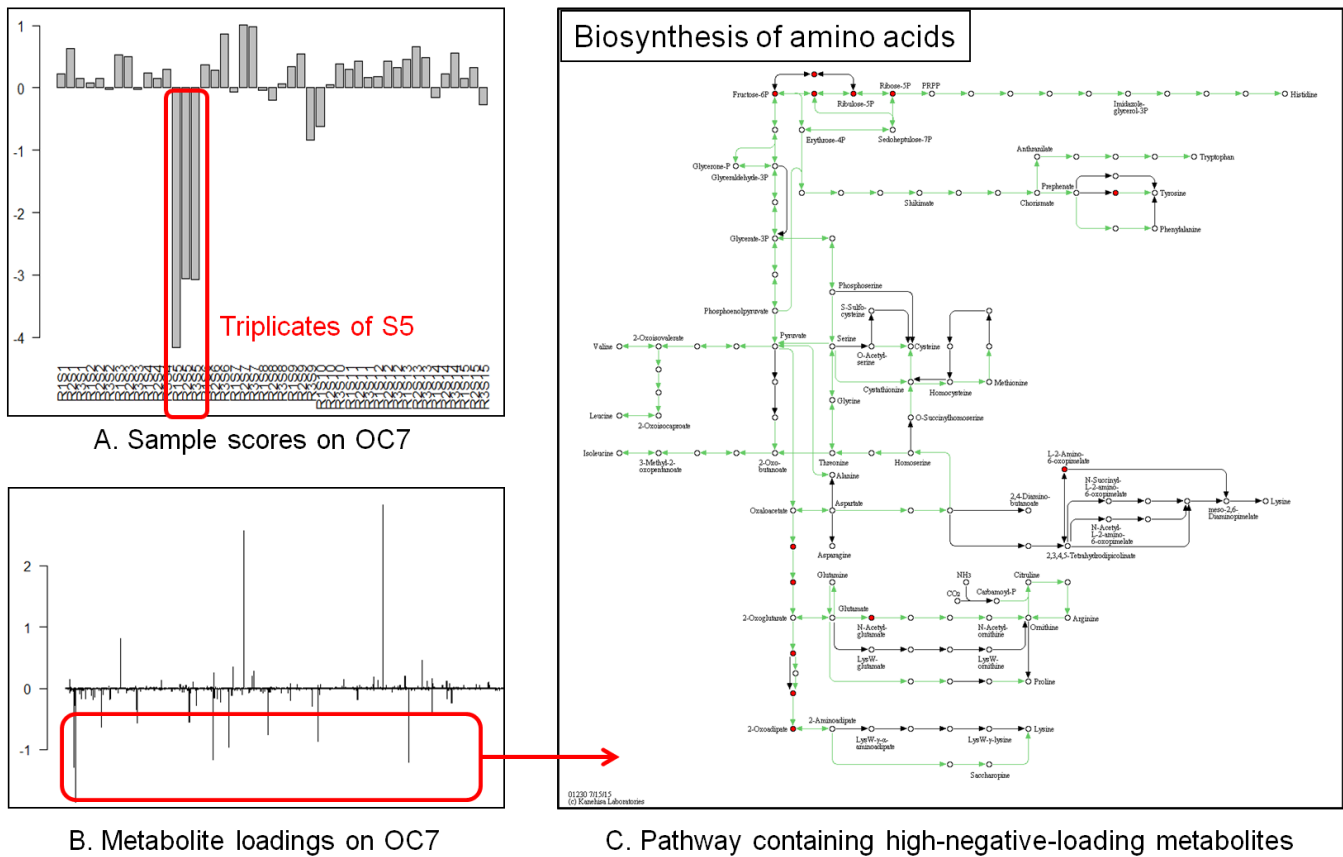 1
0
-1
-2
-3
-4
Triplicates of S5
A. Sample scores on OC7
2
1
0
-1
B. Metabolite loadings on OC7
Biosynthesis of amino acids
Fructose-6P
Ribulose-5P
Ribose-5P
PRPP
Imidazole-
glycerol-3P
Histidine
Erythrose-4P
Sedoheptulose-7P
Glycerone-P
Glyceraldehyde-3P
Anthranilate
Tryptophan
Shikimate
Chorismate
Prephenate
Tyrosine
Phenylalanine
Glycerate-3P
Phosphoserine
Phosphoenolpyruvate
S-Sulfo-
cysteine
2-Oxoisovalerate
Valine
Pyruvate
Serine
O-Acetyl-
serine
Cysteine
Cystathionine
Homocysteine
Methionine
Glycine
Leucine
2-Oxoisocaproate
O-Succinylhomoserine
Isoleucine
3-Methyl-2-
oxopentanoate
2-Oxo-
butanoate
Threonine
Homoserine
L-2-Amino-
6-oxopimelate
Alanine
N-Succinyl-
L-2-amino-
6-oxopimelate
Lysine
meso-2,6-
Diaminopimelate
2,4-Diamino-
butanoate
Oxaloacetate
Aspartate
N-Acetyl-
L-2-amino-
6-oxopimelate
Asparagine
2,3,4,5-Tetrahydrodipicolinate
Glutamine
NH3
CO2
Carbamoyl-P
Citruline
2-Oxoglutarate
Glutamate
N-Acetyl-
glutamate
N-Acetyl-
ornithine
Ornithine
Arginine
LysW-
glutamate
LysW-
ornithine
Proline
2-Oxoadipate
2-Aminoadipate
LysW-γ-α-
aminoadipate
LysW-γ-lysine
Lysine
Saccharopine
01230 7/15/15
(c) Kanehisa Laboratories
C. Pathway containing high-negative-loading metabolites